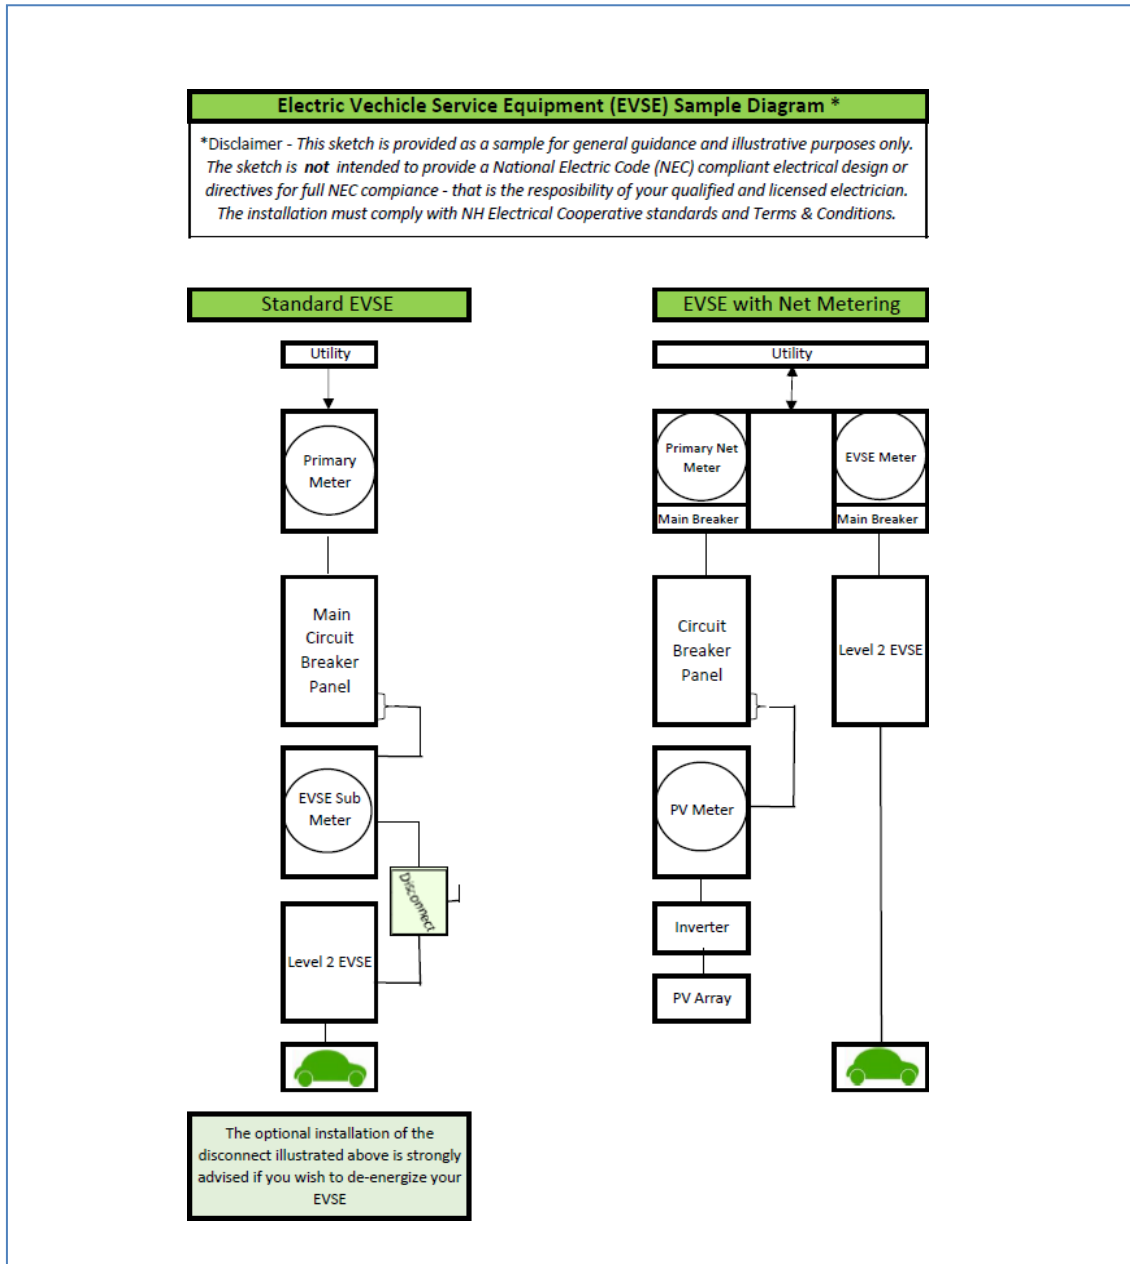 Electric Vechicle Service Equipment (EVSE) Sample Diagram *
*Disclaimer - This sketch is provided as a sample for general guidance and illustrative purposes only.
The sketch is not intended to provide a National Electric Code (NEC) compliant electrical design or
directives for full NEC compiance - that is the resposibility of your qualified and licensed electrician.
The installation must comply with NH Electrical Cooperative standards and Terms & Conditions.
Standard EVSE
Utility
Primary
Meter
Main
Circuit
Breaker
Panel
EVSE Sub
Meter
Disconnect
Level 2 EVSE
The optional installation of the
disconnect illustrated above is strongly
advised if you wish to de-energize your
EVSE
EVSE with Net Metering
Utility
Primary Net
Meter
Main Breaker
EVSE Meter
Main Breaker
Circuit
Breaker
Panel
Level 2 EVSE
PV Meter
Inverter
PV Array